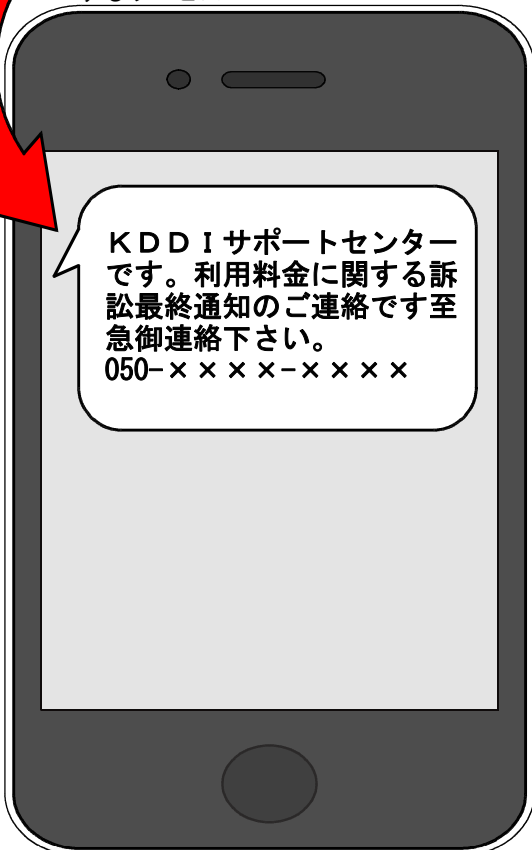 ＫＤＤＩサポートセンター
です。利用料金に関する訴
訟最終通知のご連絡です至
急御連絡下さい。
050-××××-××××